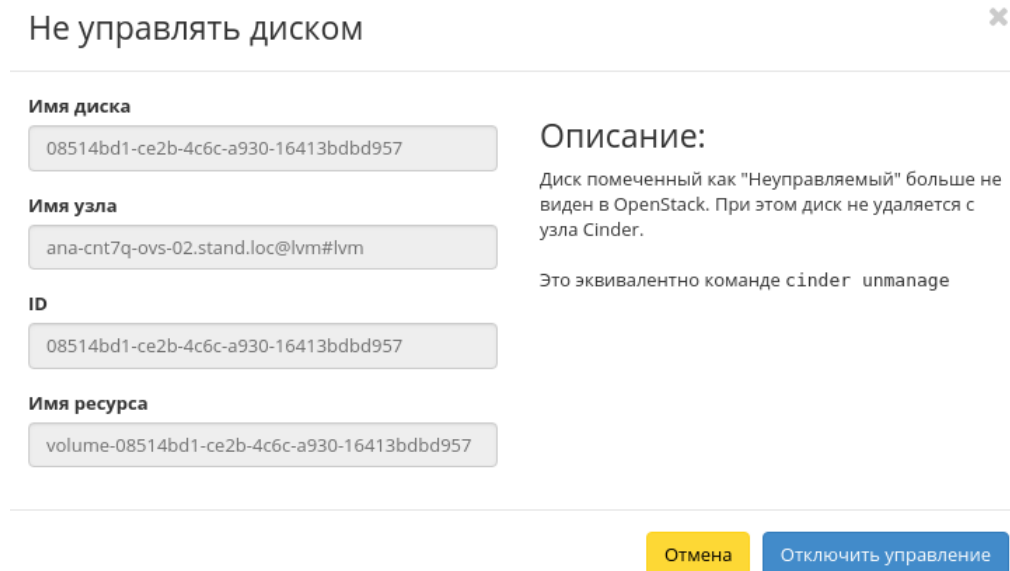 Не управлять диском
Имя диска
08514bd1-ce2b-4c6c-a930-16413bdbd957
Имя узла
ana-cnt7q-ovs-02.stand.loc@lvm#lvm
ID
08514bd1-ce2b-4c6c-a930-16413bdbd957
Имя ресурса
volume-08514bd1-ce2b-4c6c-a930-16413bdbd957
Описание:
Диск помеченный как "Неуправляемый" больше не
виден в OpenStack. При этом диск не удаляется с
узла Cinder.
Это эквивалентно команде cinder unmanage
Отмена
Отключить управление